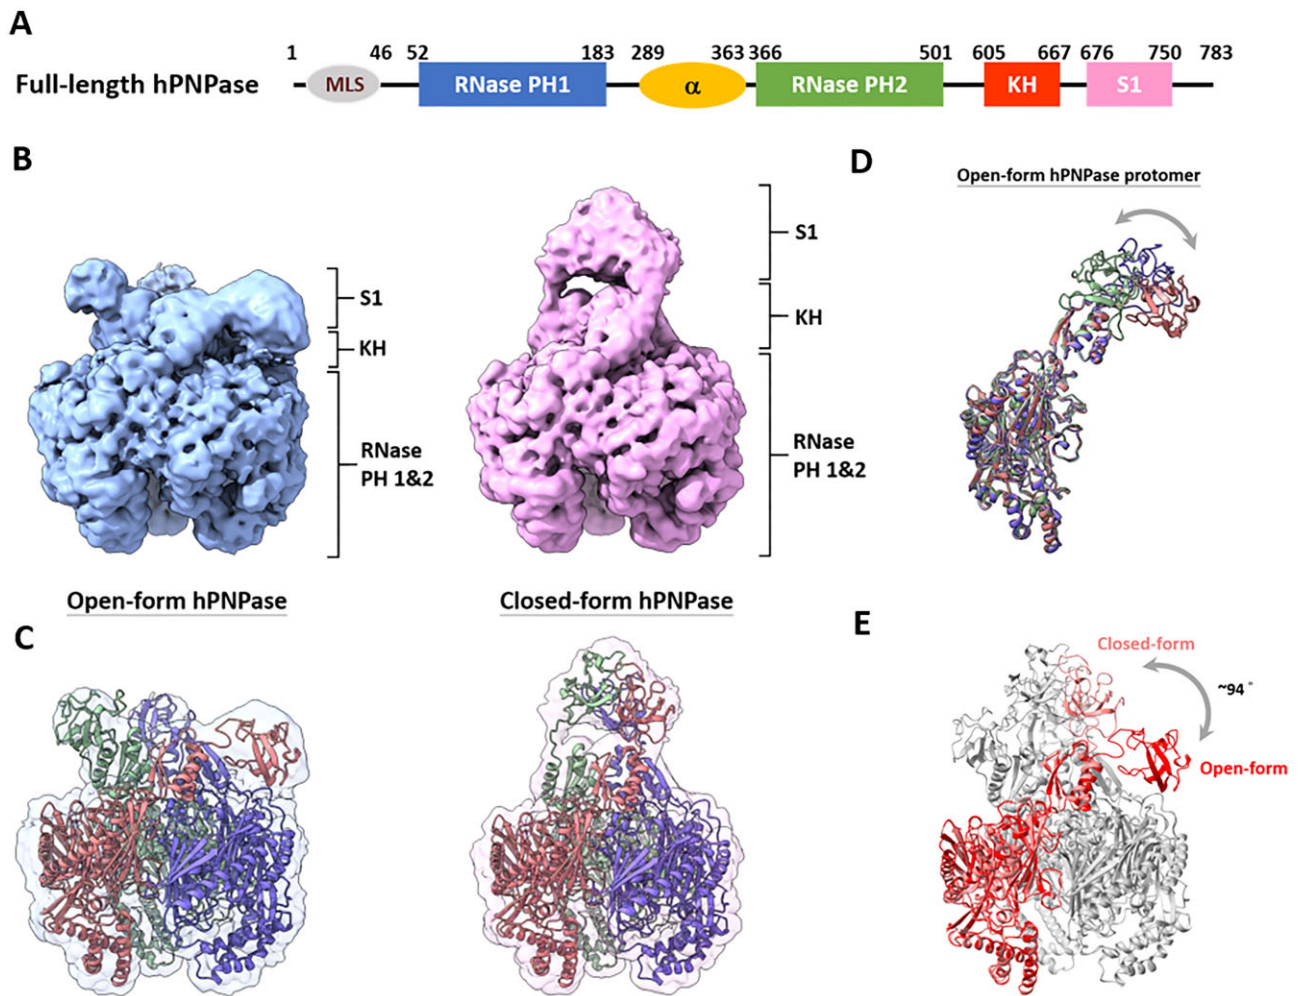 A
1 46 52 183 289 363 366 501 605 667 676 750 783
Full-length hPNPase MLS RNase PH1 α RNase PH2 KH S1
B
S1
KH
RNase
PH 1&2
S1
KH
RNase
PH 1&2
D
Open-form hPNPase protomer
Open-form hPNPase
Closed-form hPNPase
C
E
Closed-form
~94°
Open-form